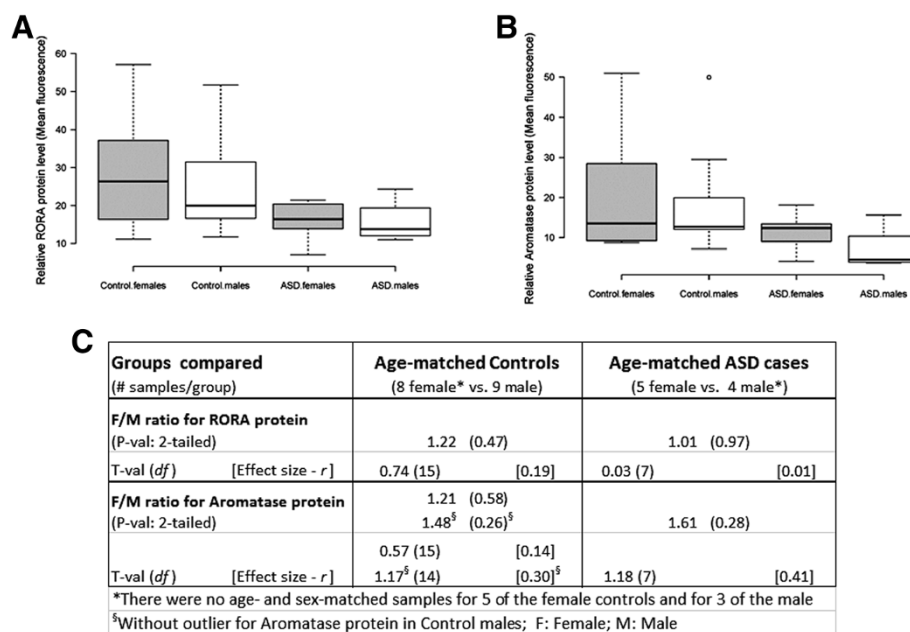 A
Relative RORA protein level (Mean fluorescence)
60
50
40
30
20
10
Control.females Control.males ASD.females ASD.males
B
Relative Aromatase protein level (Mean fluorescence)
50
40
30
20
10
Control.females Control.males ASD.females ASD.males
C
Groups compared Age-matched Controls Age-matched ASD cases
(# samples/group) (8 female* vs. 9 male) (5 female vs. 4 male*)
F/M ratio for RORA protein
(P-val: 2-tailed) 1.22 (0.47) 1.01 (0.97)
T-val (df) [Effect size - r] 0.74 (15) [0.19] 0.03 (7) [0.01]
F/M ratio for Aromatase protein 1.21 (0.58)
(P-val: 2-tailed) 1.48§ (0.26)§ 1.61 (0.28)
0.57 (15) [0.14]
T-val (df) [Effect size - r] 1.17§ (14) [0.30]§ 1.18 (7) [0.41]
*There were no age- and sex-matched samples for 5 of the female controls and for 3 of the male
§Without outlier for Aromatase protein in Control males; F: Female; M: Male